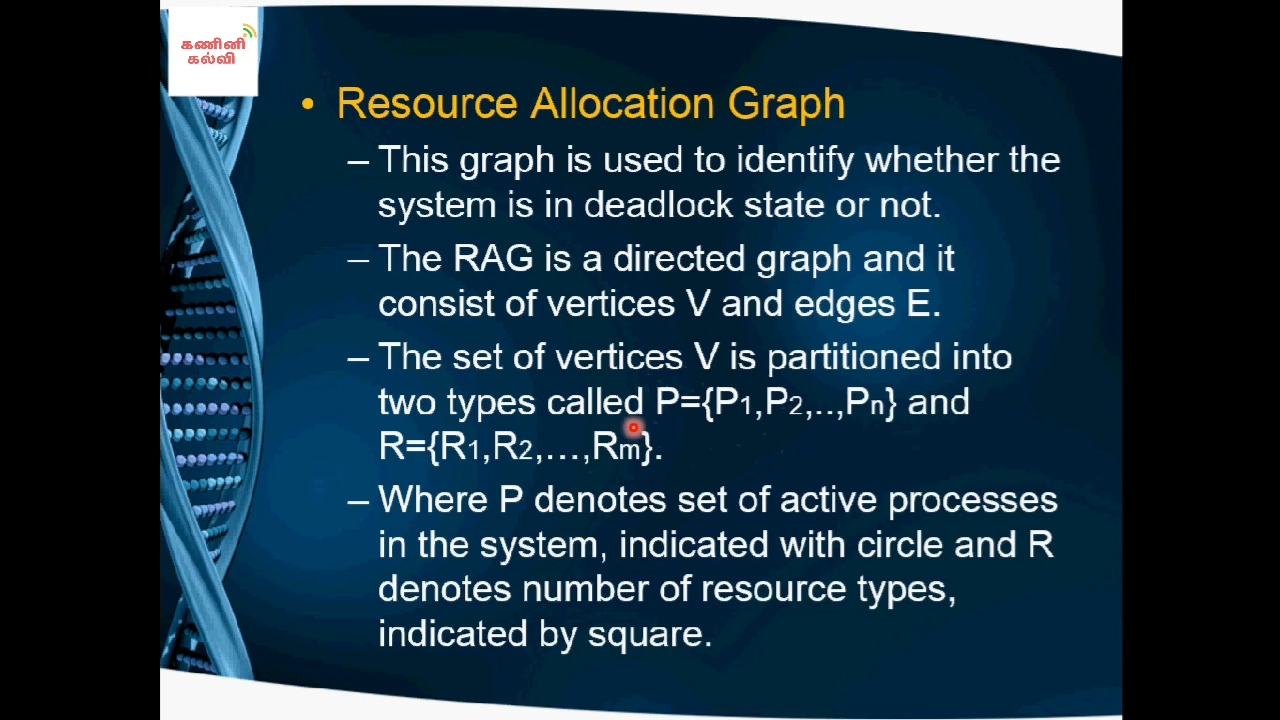 கணினி
கல்வி
• Resource Allocation Graph
– This graph is used to identify whether the
system is in deadlock state or not.
– The RAG is a directed graph and it
consist of vertices V and edges E.
– The set of vertices V is partitioned into
two types called P={P1,P2,..,Pn} and
R={R1,R2,...,Rm}.
– Where P denotes set of active processes
in the system, indicated with circle and R
denotes number of resource types,
indicated by square.